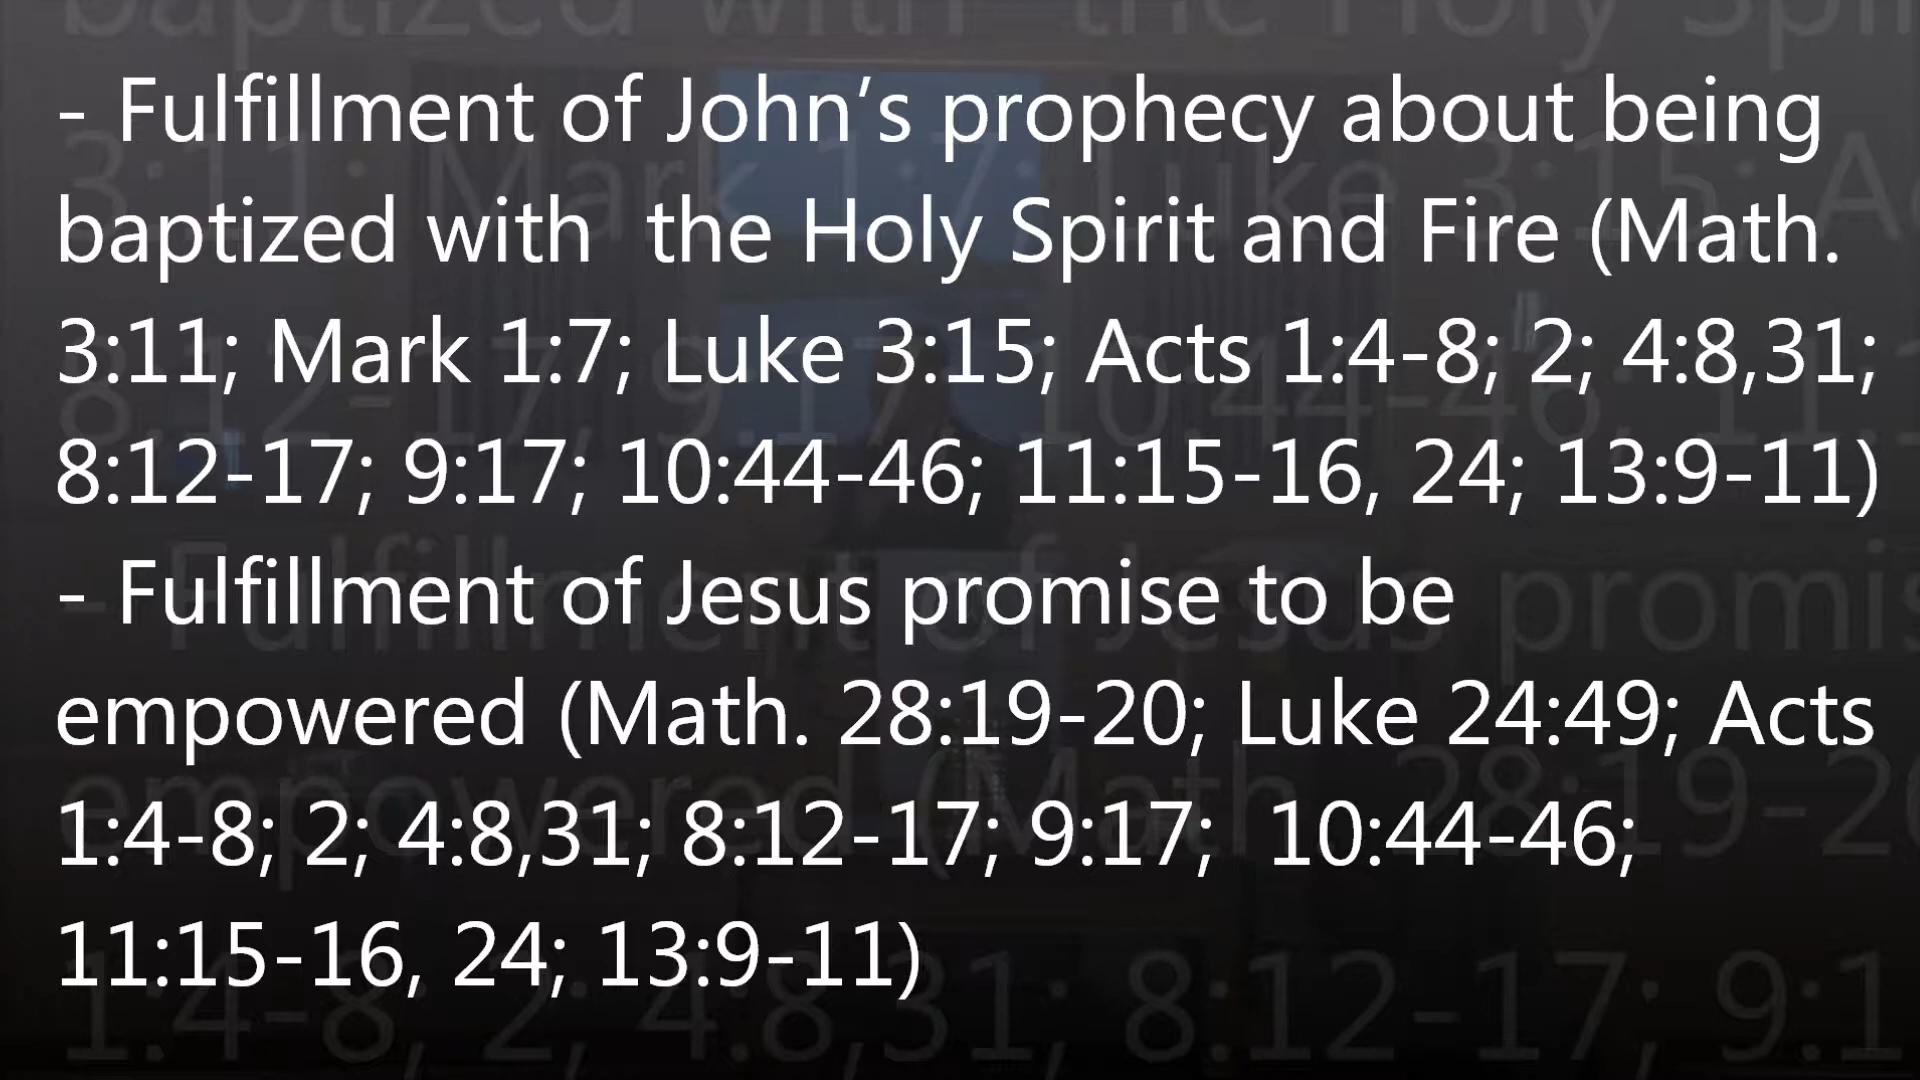 - Fulfillment of John’s prophecy about being
baptized with  the Holy Spirit and Fire (Math.
3:11; Mark 1:7; Luke 3:15; Acts 1:4-8; 2; 4:8,31;
8:12-17; 9:17; 10:44-46; 11:15-16, 24; 13:9-11)
- Fulfillment of Jesus promise to be
empowered (Math. 28:19-20; Luke 24:49; Acts
1:4-8; 2; 4:8,31; 8:12-17; 9:17;  10:44-46;
11:15-16, 24; 13:9-11)